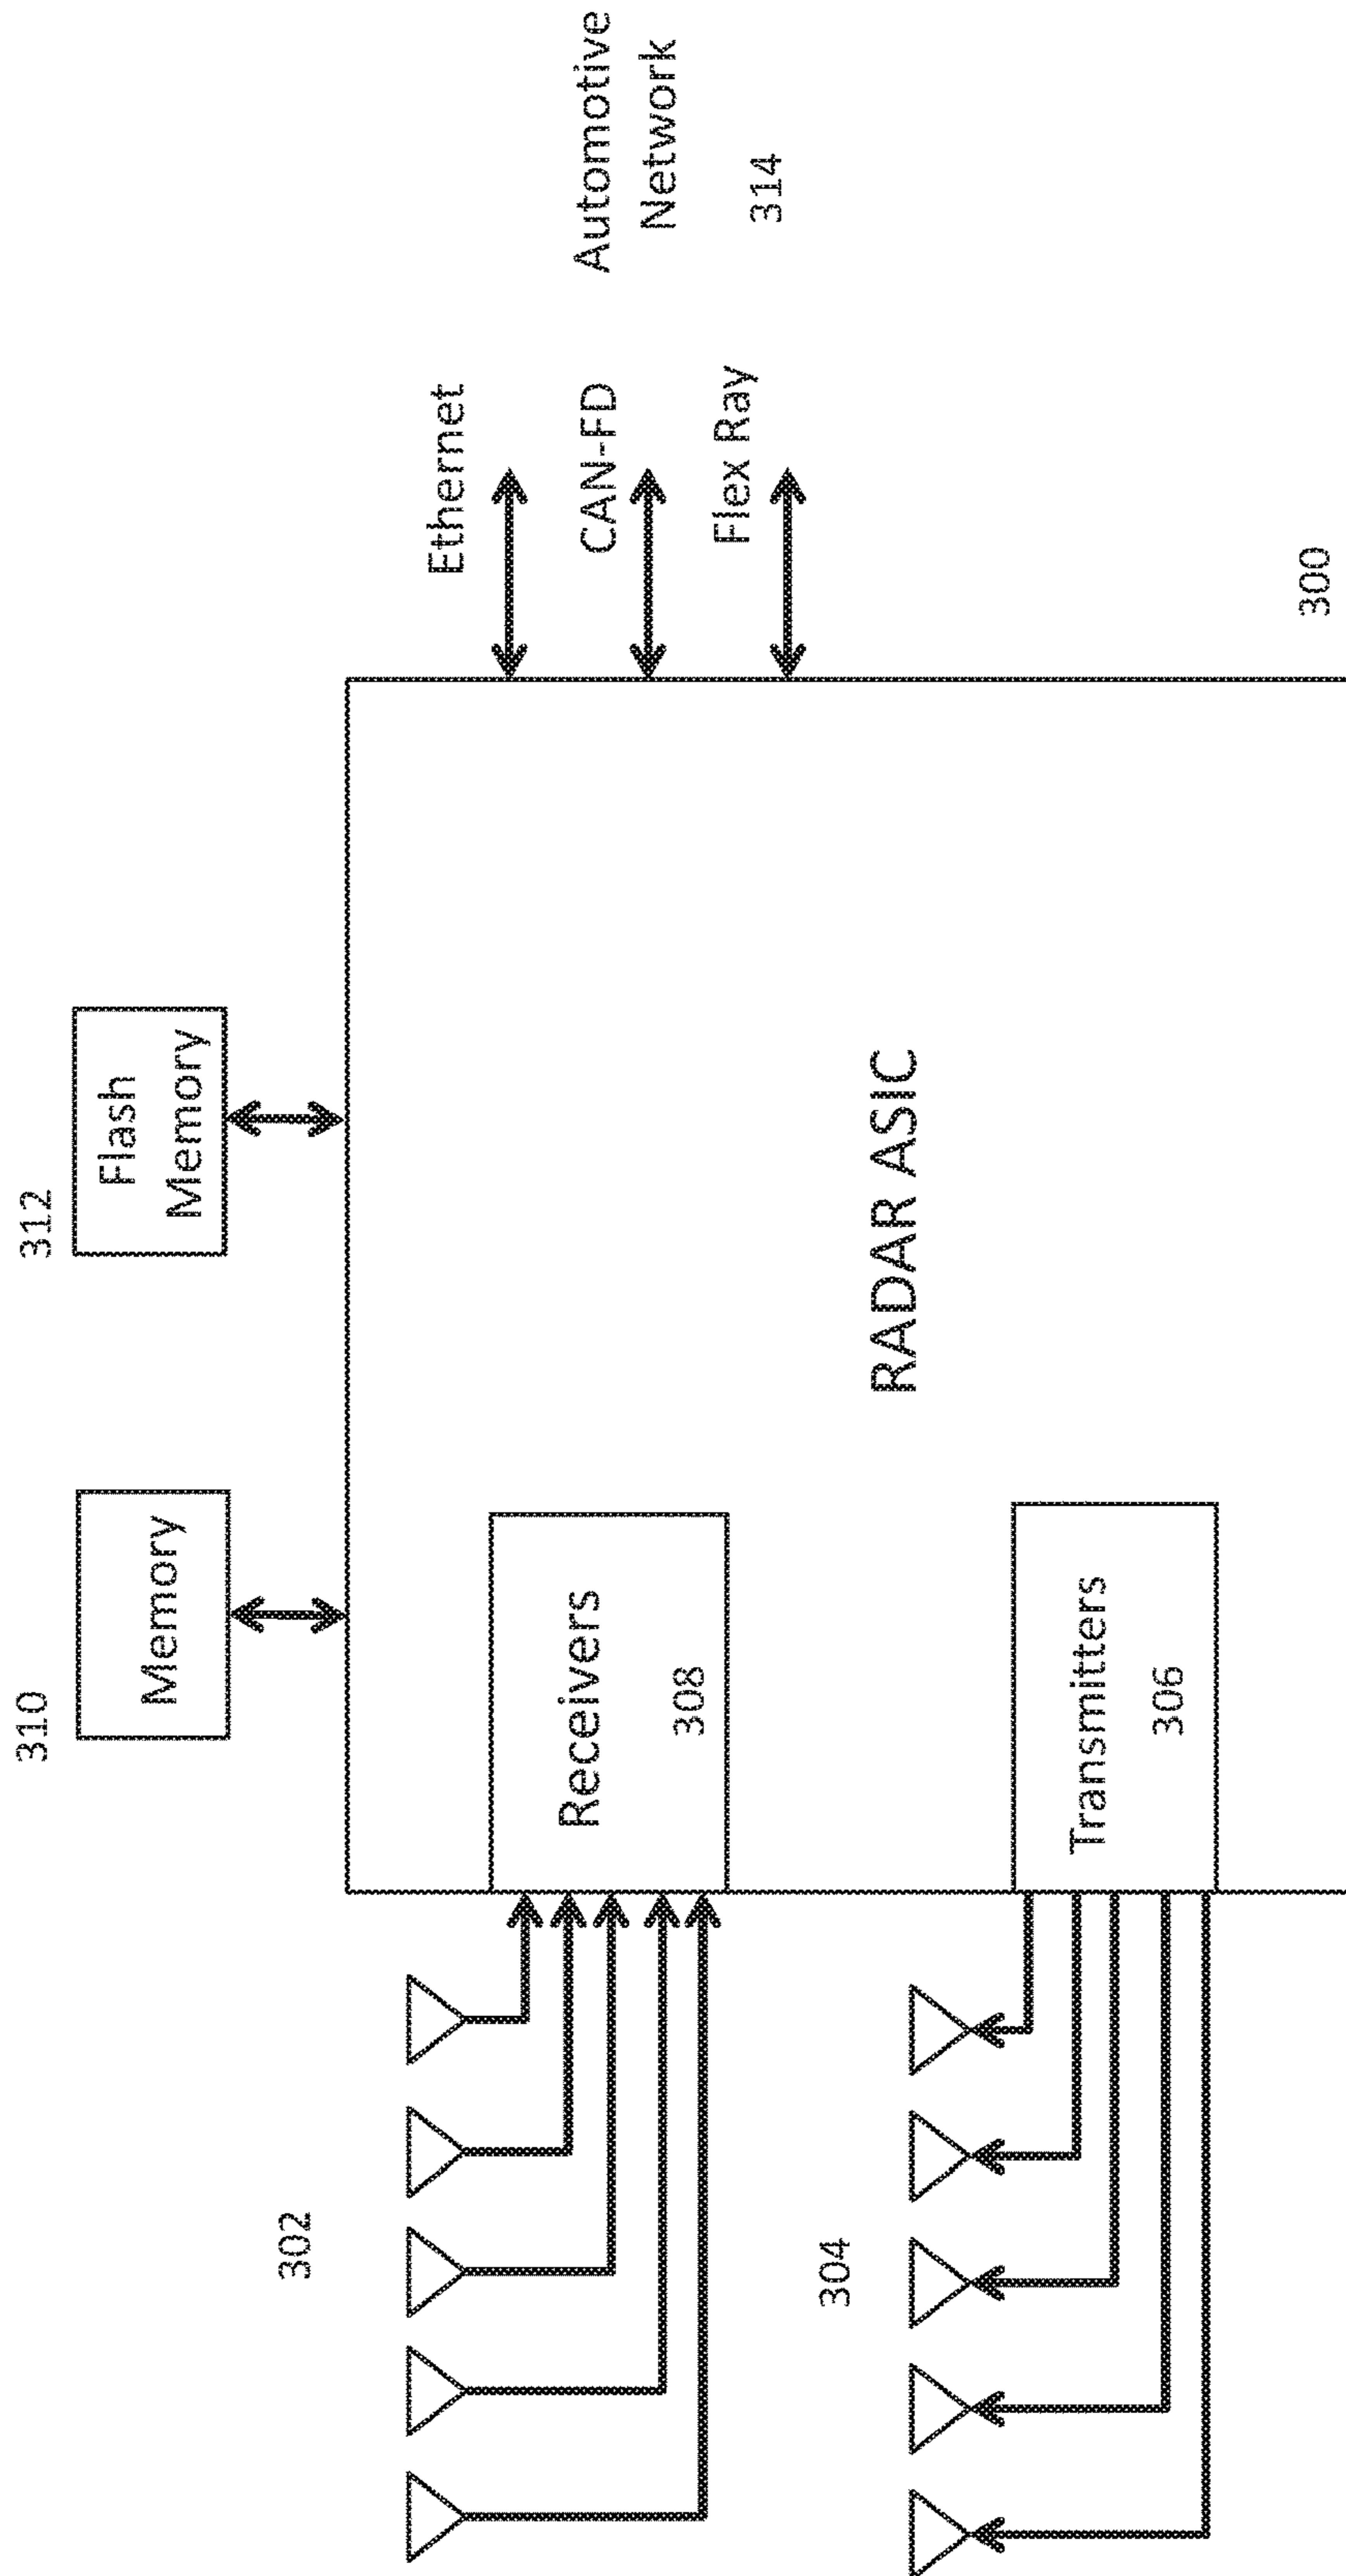 310
Memory
312
Flash
Memory
302
Receivers
308
304
Transmitters
306
RADAR ASIC
Ethernet
CAN-FD
Flex Ray
Automotive
Network
314
300